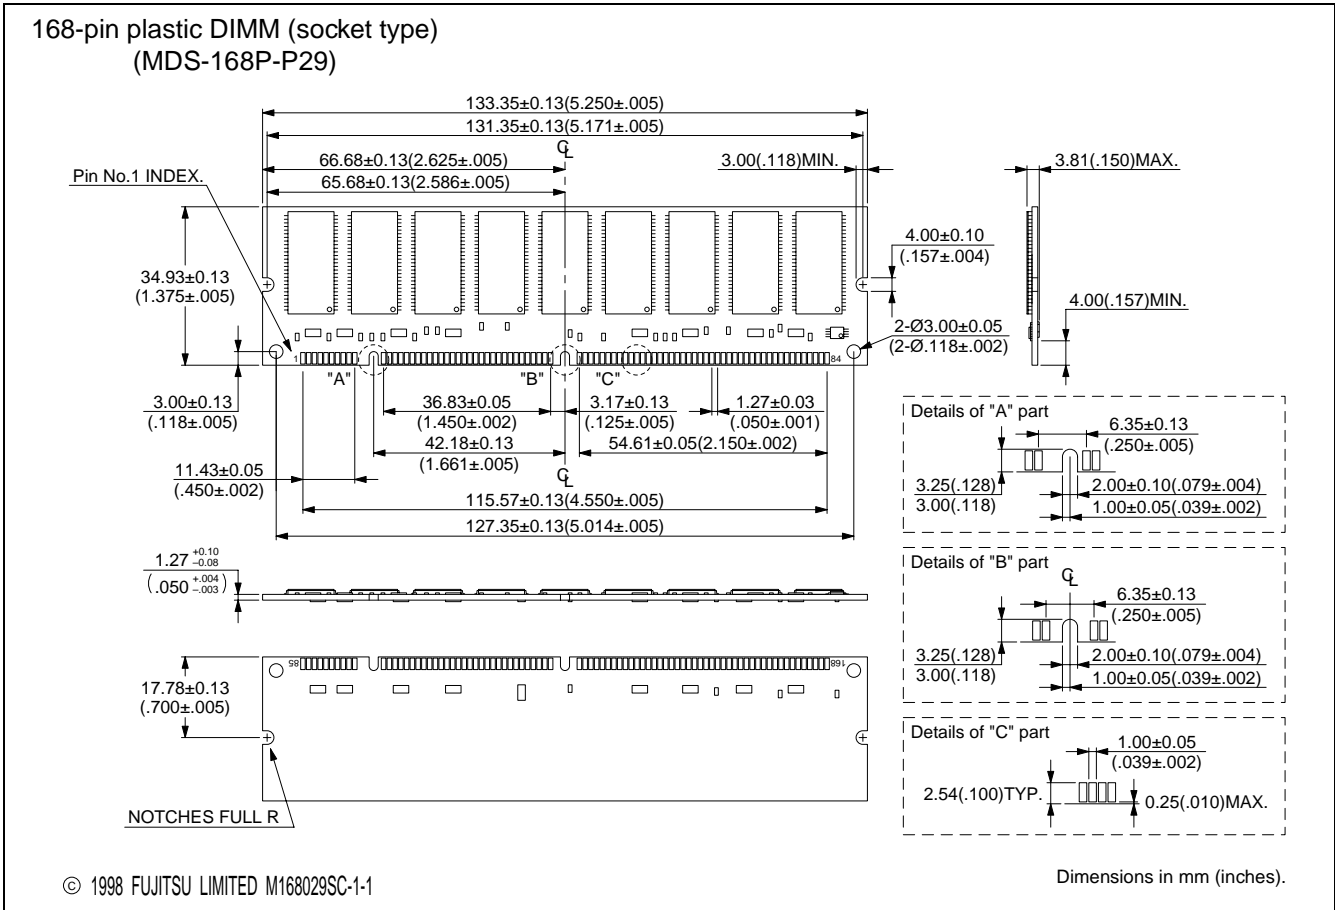 168-pin plastic DIMM (socket type)
(MDS-168P-P29)
133.35±0.13(5.250±.005)
131.35±0.13(5.171±.005)
CL
66.68±0.13(2.625±.005)
3.00(.118)MIN.
3.81(.150)MAX.
Pin No.1 INDEX.
65.68±0.13(2.586±.005)
4.00±0.10
(.157±.004)
34.93±0.13
(1.375±.005)
4.00(.157)MIN.
2-Ø3.00±0.05
(2-Ø.118±.002)
1
84
"A"
"B"
"C"
3.00±0.13
(.118±.005)
36.83±0.05
(1.450±.002)
3.17±0.13
(.125±.005)
1.27±0.03
(.050±.001)
42.18±0.13
(1.661±.005)
54.61±0.05(2.150±.002)
11.43±0.05
(.450±.002)
CL
115.57±0.13(4.550±.005)
127.35±0.13(5.014±.005)
Details of "A" part
6.35±0.13
(.250±.005)
3.25(.128)
3.00(.118)
2.00±0.10(.079±.004)
1.00±0.05(.039±.002)
1.27 +0.10 –0.08
(.050 +.004 –.003)
Details of "B" part
CL
6.35±0.13
(.250±.005)
3.25(.128)
3.00(.118)
2.00±0.10(.079±.004)
1.00±0.05(.039±.002)
85
168
17.78±0.13
(.700±.005)
Details of "C" part
1.00±0.05
(.039±.002)
2.54(.100)TYP.
0.25(.010)MAX.
NOTCHES FULL R
© 1998 FUJITSU LIMITED M168029SC-1-1
Dimensions in mm (inches).